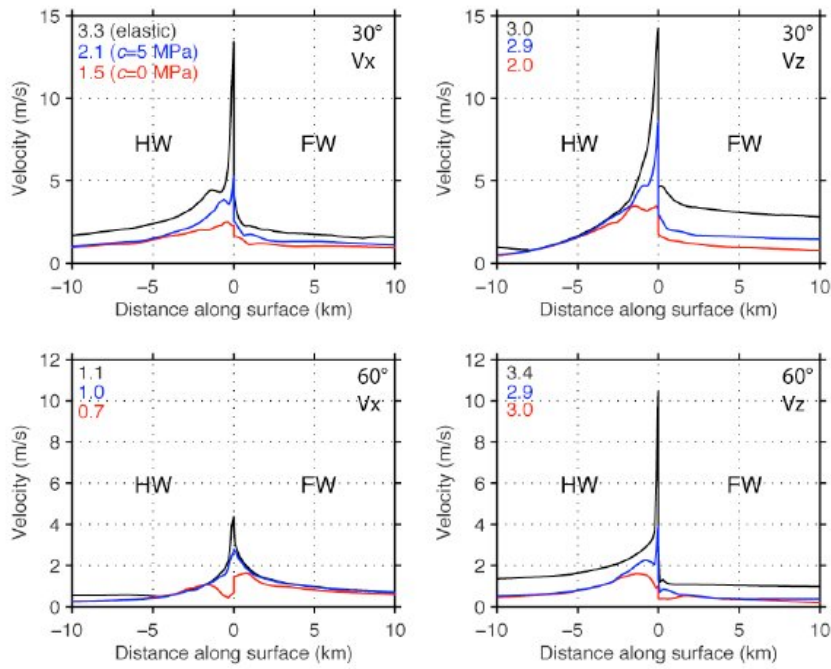 15
10
5
0
Velocity (m/s)
3.3 (elastic)
2.1 (c=5 MPa)
1.5 (c=0 MPa)
30°
Vx
HW
FW
−10
−5
0
5
10
Distance along surface (km)
15
10
5
0
Velocity (m/s)
3.0
2.9
2.0
30°
Vz
HW
FW
−10
−5
0
5
10
Distance along surface (km)
12
10
8
6
4
2
0
Velocity (m/s)
1.1
1.0
0.7
60°
Vx
HW
FW
−10
−5
0
5
10
Distance along surface (km)
12
10
8
6
4
2
0
Velocity (m/s)
3.4
2.9
3.0
60°
Vz
HW
FW
−10
−5
0
5
10
Distance along surface (km)